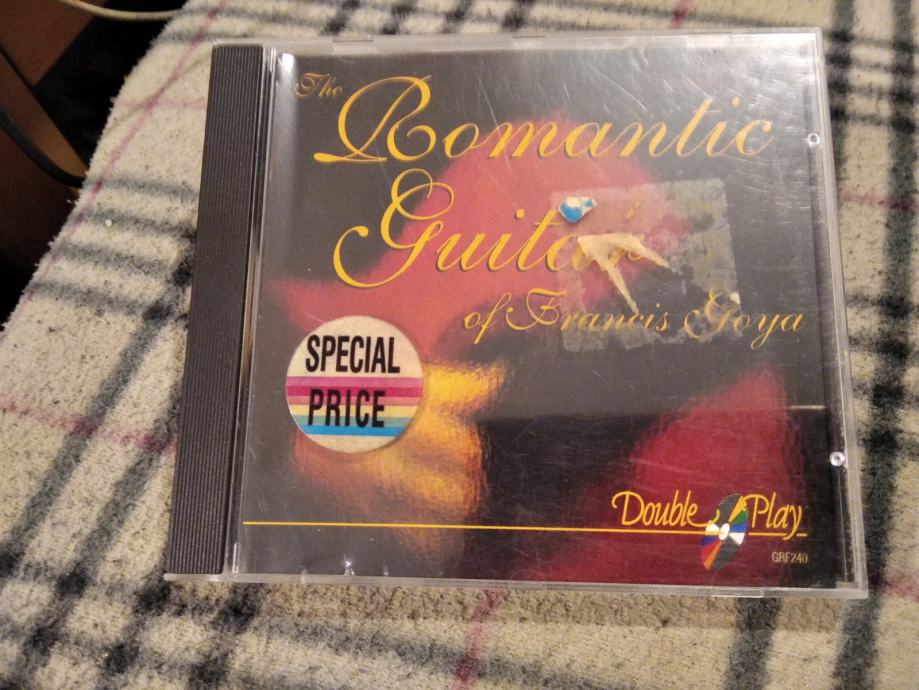 The
Romantic
Guitar
of Francis Goya
SPECIAL
PRICE
Double Play
GRF240